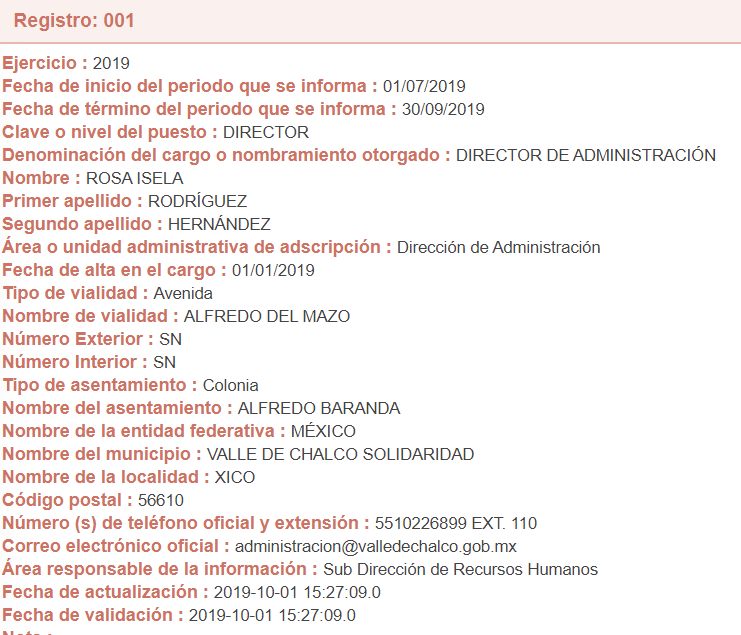 Registro: 001
Ejercicio : 2019
Fecha de inicio del periodo que se informa : 01/07/2019
Fecha de término del periodo que se informa : 30/09/2019
Clave o nivel del puesto : DIRECTOR
Denominación del cargo o nombramiento otorgado : DIRECTOR DE ADMINISTRACIÓN
Nombre : ROSA ISELA
Primer apellido : RODRÍGUEZ
Segundo apellido : HERNÁNDEZ
Área o unidad administrativa de adscripción : Dirección de Administración
Fecha de alta en el cargo : 01/01/2019
Tipo de vialidad : Avenida
Nombre de vialidad : ALFREDO DEL MAZO
Número Exterior : SN
Número Interior : SN
Tipo de asentamiento : Colonia
Nombre del asentamiento : ALFREDO BARANDA
Nombre de la entidad federativa : MÉXICO
Nombre del municipio : VALLE DE CHALCO SOLIDARIDAD
Nombre de la localidad : XICO
Código postal : 56610
Número (s) de teléfono oficial y extensión : 5510226899 EXT. 110
Correo electrónico oficial : administracion@valledechalco.gob.mx
Área responsable de la información : Sub Dirección de Recursos Humanos
Fecha de actualización : 2019-10-01 15:27:09.0
Fecha de validación : 2019-10-01 15:27:09.0